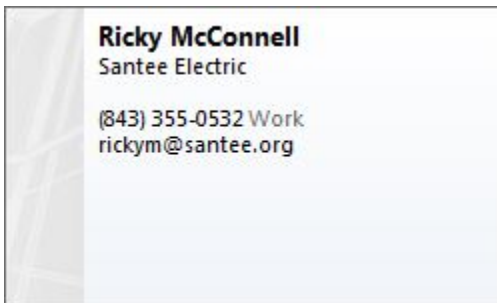 Ricky McConnell
Santee Electric
(843) 355-0532 Work
rickym@santee.org